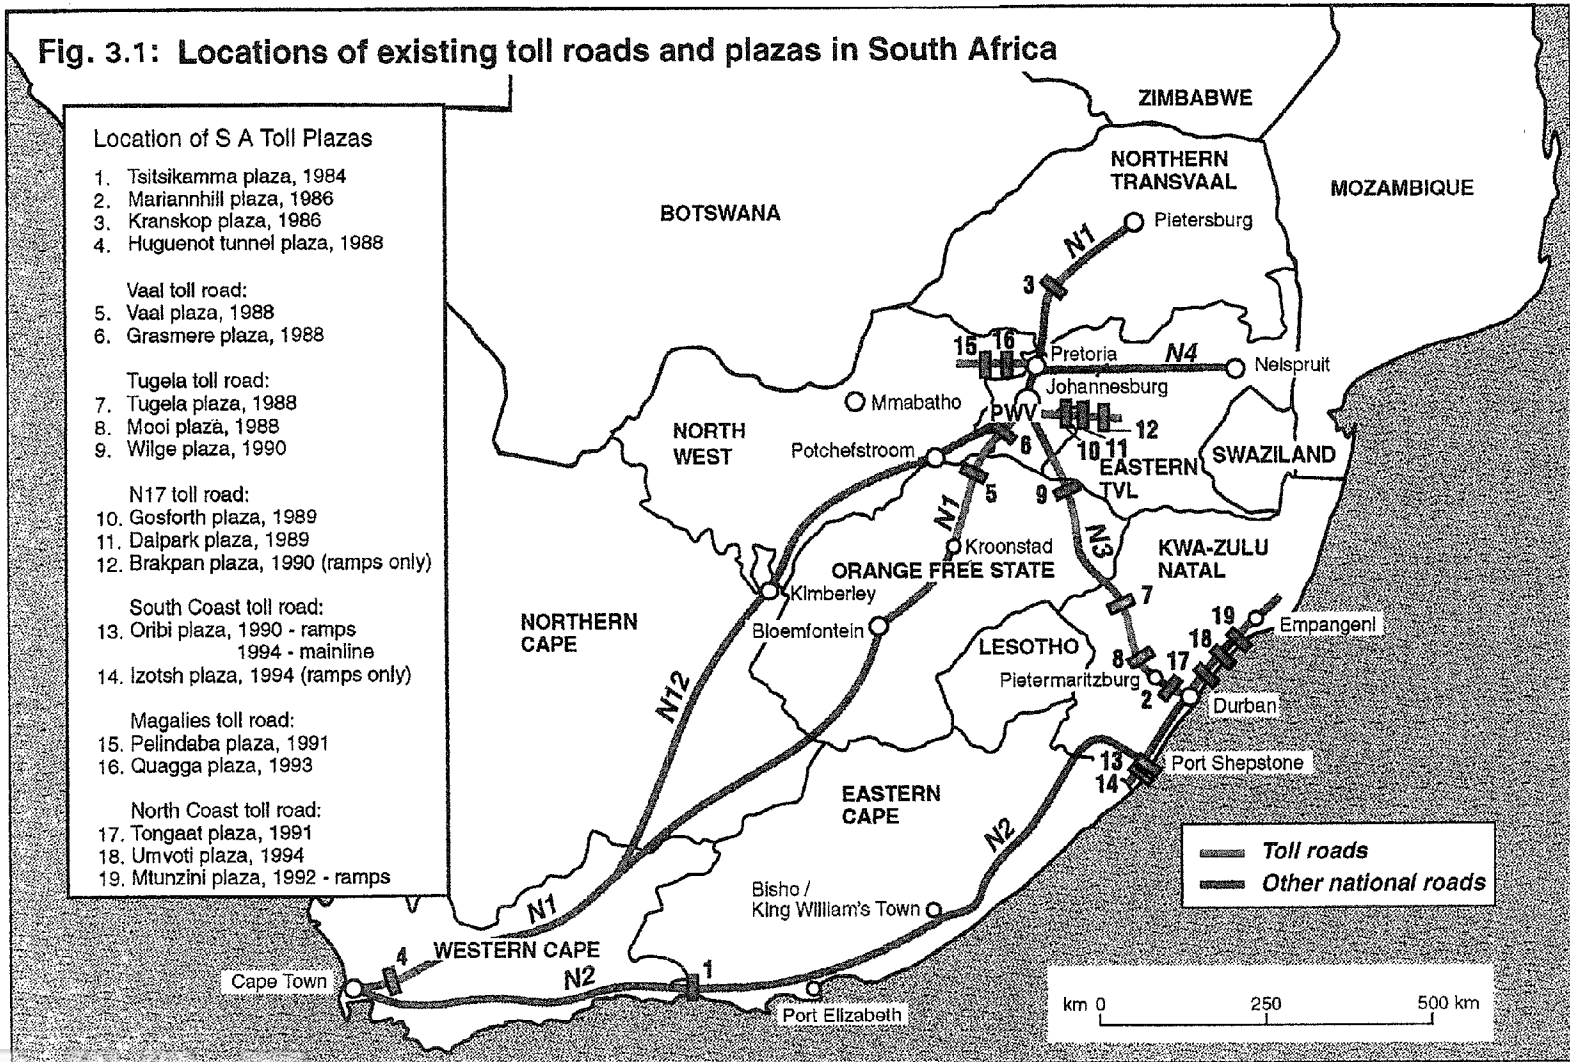 Fig. 3.1: Locations of existing toll roads and plazas in South Africa
Location of S A Toll Plazas
1. Tsitsikamma plaza, 1984
2. Mariannhill plaza, 1986
3. Kranskop plaza, 1986
4. Huguenot tunnel plaza, 1988
Vaal toll road:
5. Vaal plaza, 1988
6. Grasmere plaza, 1988
Tugela toll road:
7. Tugela plaza, 1988
8. Mooi plaza, 1988
9. Wilge plaza, 1990
N17 toll road:
10. Gosforth plaza, 1989
11. Dalpark plaza, 1989
12. Brakpan plaza, 1990 (ramps only)
South Coast toll road:
13. Oribi plaza, 1990 - ramps
1994 - mainline
14. Izotsh plaza, 1994 (ramps only)
Magalies toll road:
15. Pelindaba plaza, 1991
16. Quagga plaza, 1993
North Coast toll road:
17. Tongaat plaza, 1991
18. Umvoti plaza, 1994
19. Mtunzini plaza, 1992 - ramps
ZIMBABWE
NORTHERN
TRANSVAAL
MOZAMBIQUE
BOTSWANA
Pietersburg
N1
3
15
16
Pretoria
N4
Nelspruit
Johannesburg
Mmabatho
PWV
12
10
11
NORTH
WEST
6
Potchefstroom
SWAZILAND
EASTERN
TVL
5
9
N1
N3
Kroonstad
KWA-ZULU
NATAL
ORANGE FREE STATE
Kimberley
7
19
Empangeni
NORTHERN
CAPE
Bloemfontein
18
LESOTHO
8
17
Pietermaritzburg
2
Durban
N12
13
Port Shepstone
14
EASTERN
CAPE
N2
Toll roads
Other national roads
Bisho /
King William's Town
N1
WESTERN CAPE
4
Cape Town
N2
1
Port Elizabeth
km 0
250
500 km